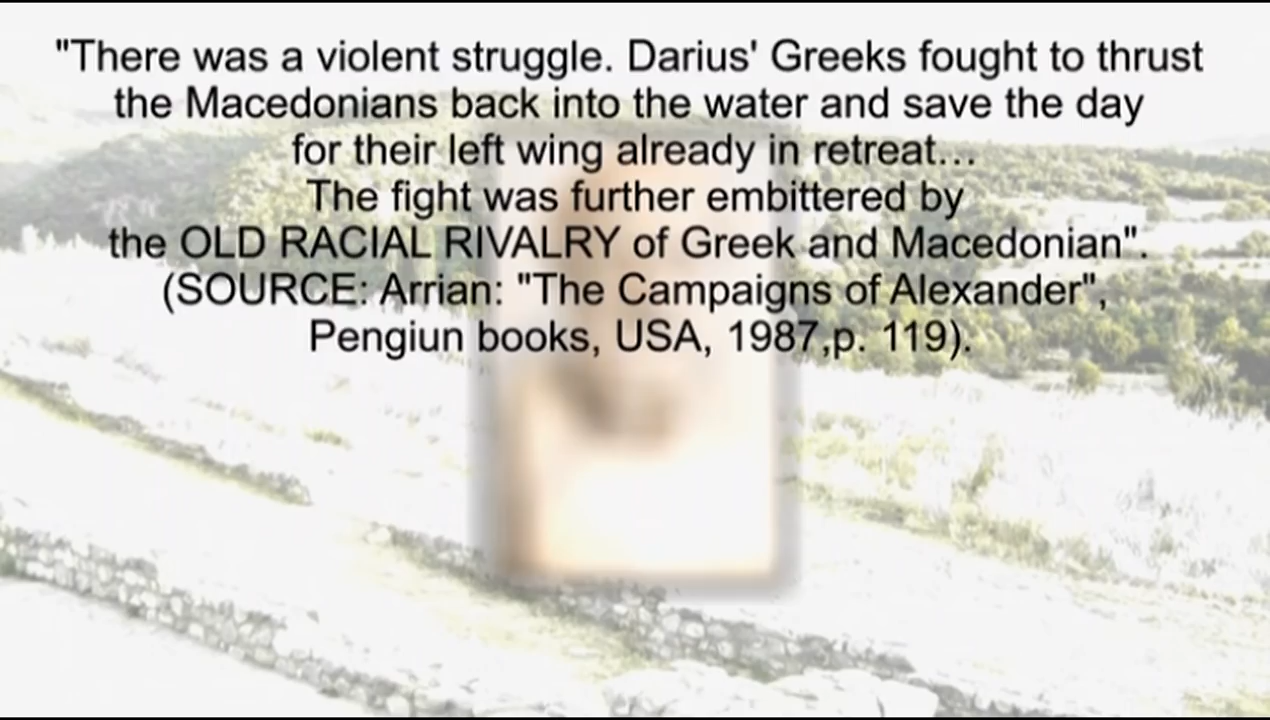 "There was a violent struggle. Darius' Greeks fought to thrust
the Macedonians back into the water and save the day
for their left wing already in retreat...
The fight was further embittered by
the OLD RACIAL RIVALRY of Greek and Macedonian".
(SOURCE: Arrian: "The Campaigns of Alexander",
Pengiun books, USA, 1987,p. 119).